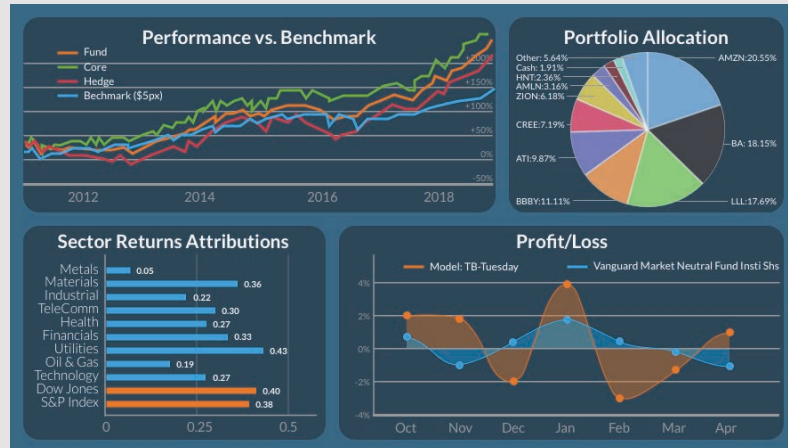 Performance vs. Benchmark
Fund
Core
Hedge
Bechmark ($5px)
+200%
+150%
+100%
+50%
0%
-50%
2012
2014
2016
2018
Portfolio Allocation
Other: 5.64%
Cash: 1.91%
HNT:2.36%
AMLN:3.16%
ZION:6.18%
CREE:7.19%
ATI:9.87%
BBBY:11.11%
AMZN:20.55%
BA: 18.15%
LLL:17.69%
Sector Returns Attributions
Metals 0.05
Materials 0.36
Industrial 0.22
TeleComm 0.30
Health 0.27
Financials 0.33
Utilities 0.43
Oil & Gas 0.19
Technology 0.27
Dow Jones 0.40
S&P Index 0.38
0 0.25 0.5
Profit/Loss
Model: TB-Tuesday
Vanguard Market Neutral Fund Insti Shs
4%
2%
0%
-2%
-4%
Oct Nov Dec Jan Feb Mar Apr